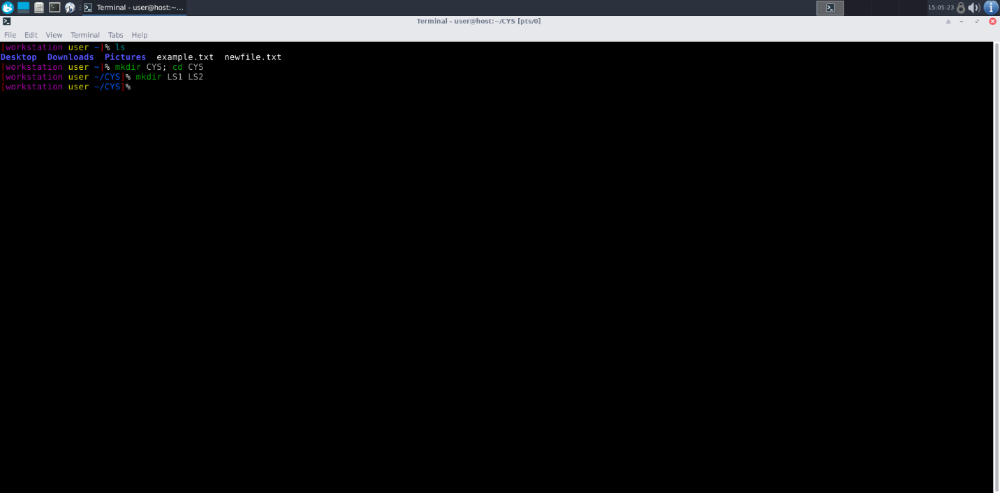 Terminal - user@host:~...
15:05:23
Terminal - user@host:~/CYS [pts/0]
File Edit View Terminal Tabs Help
[workstation user ~]% ls
Desktop Downloads Pictures example.txt newfile.txt
[workstation user ~]% mkdir CYS; cd CYS
[workstation user ~/CYS]% mkdir LS1 LS2
[workstation user ~/CYS]%